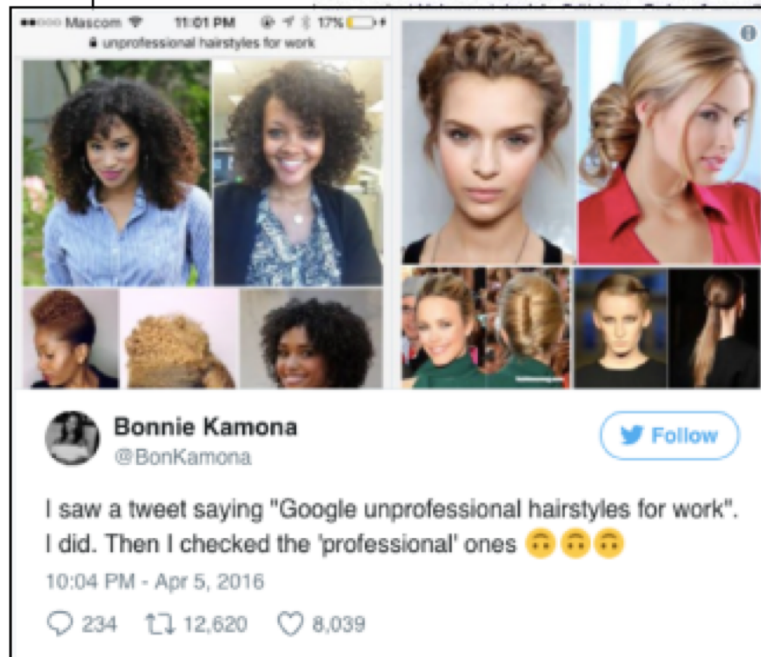 Mascom 11:01 PM 17%
unprofessional hairstyles for work
Bonnie Kamona
@BonKamona
Follow
I saw a tweet saying "Google unprofessional hairstyles for work".
I did. Then I checked the 'professional' ones 🙃🙃🙃
10:04 PM - Apr 5, 2016
234 12,620 8,039